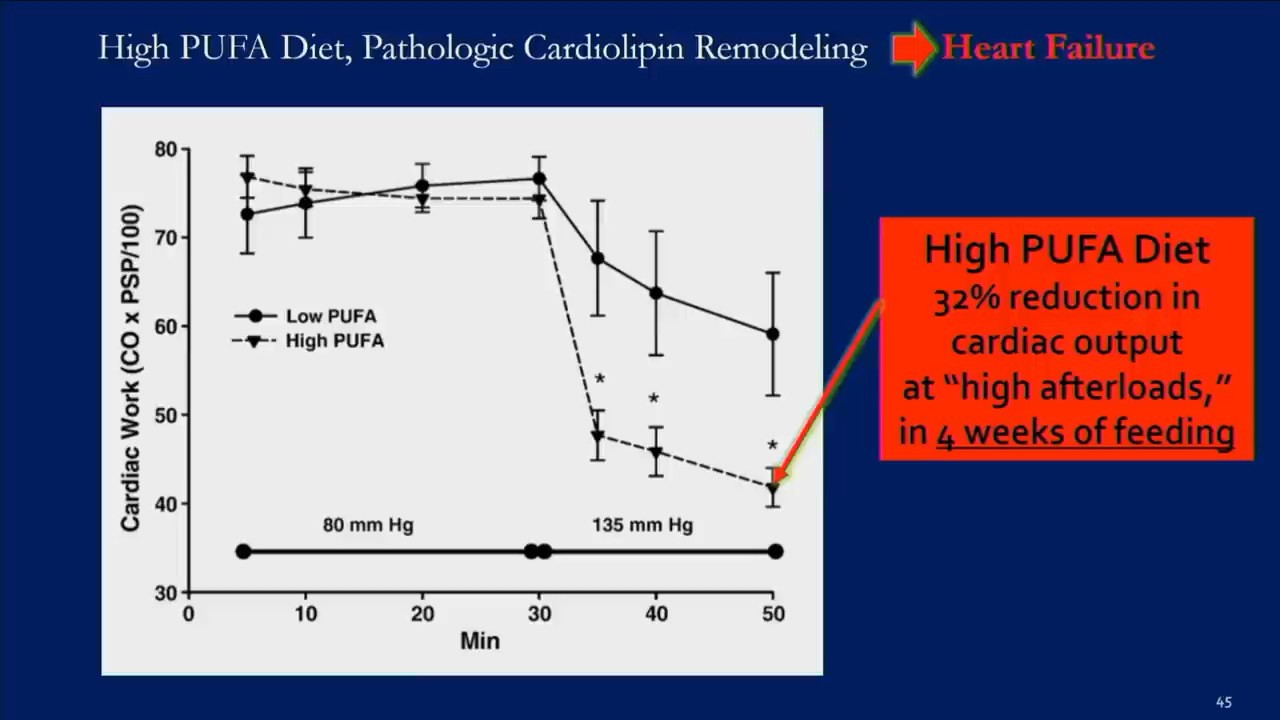 High PUFA Diet, Pathologic Cardiolipin Remodeling Heart Failure
Cardiac Work (CO x PSP/100)
80
70
60
50
40
30
Low PUFA
High PUFA
*
*
*
80 mm Hg
135 mm Hg
0 10 20 30 40 50
Min
High PUFA Diet
32% reduction in
cardiac output
at “high afterloads,”
in 4 weeks of feeding
45